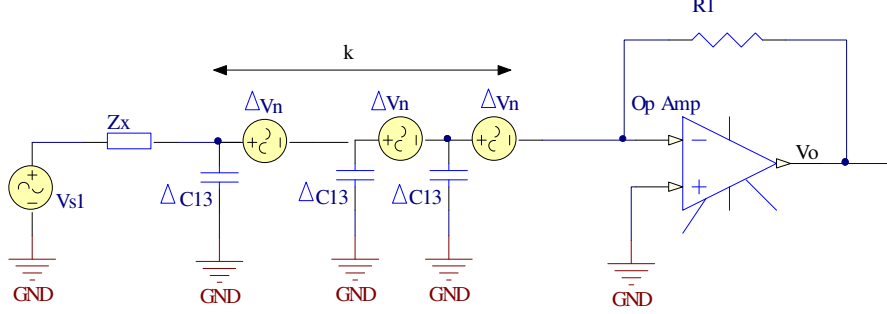 R1
k
ΔVn
ΔVn
ΔVn
Op Amp
Zx
Vo
Vs1
ΔC13
ΔC13
ΔC13
GND
GND
GND
GND
GND